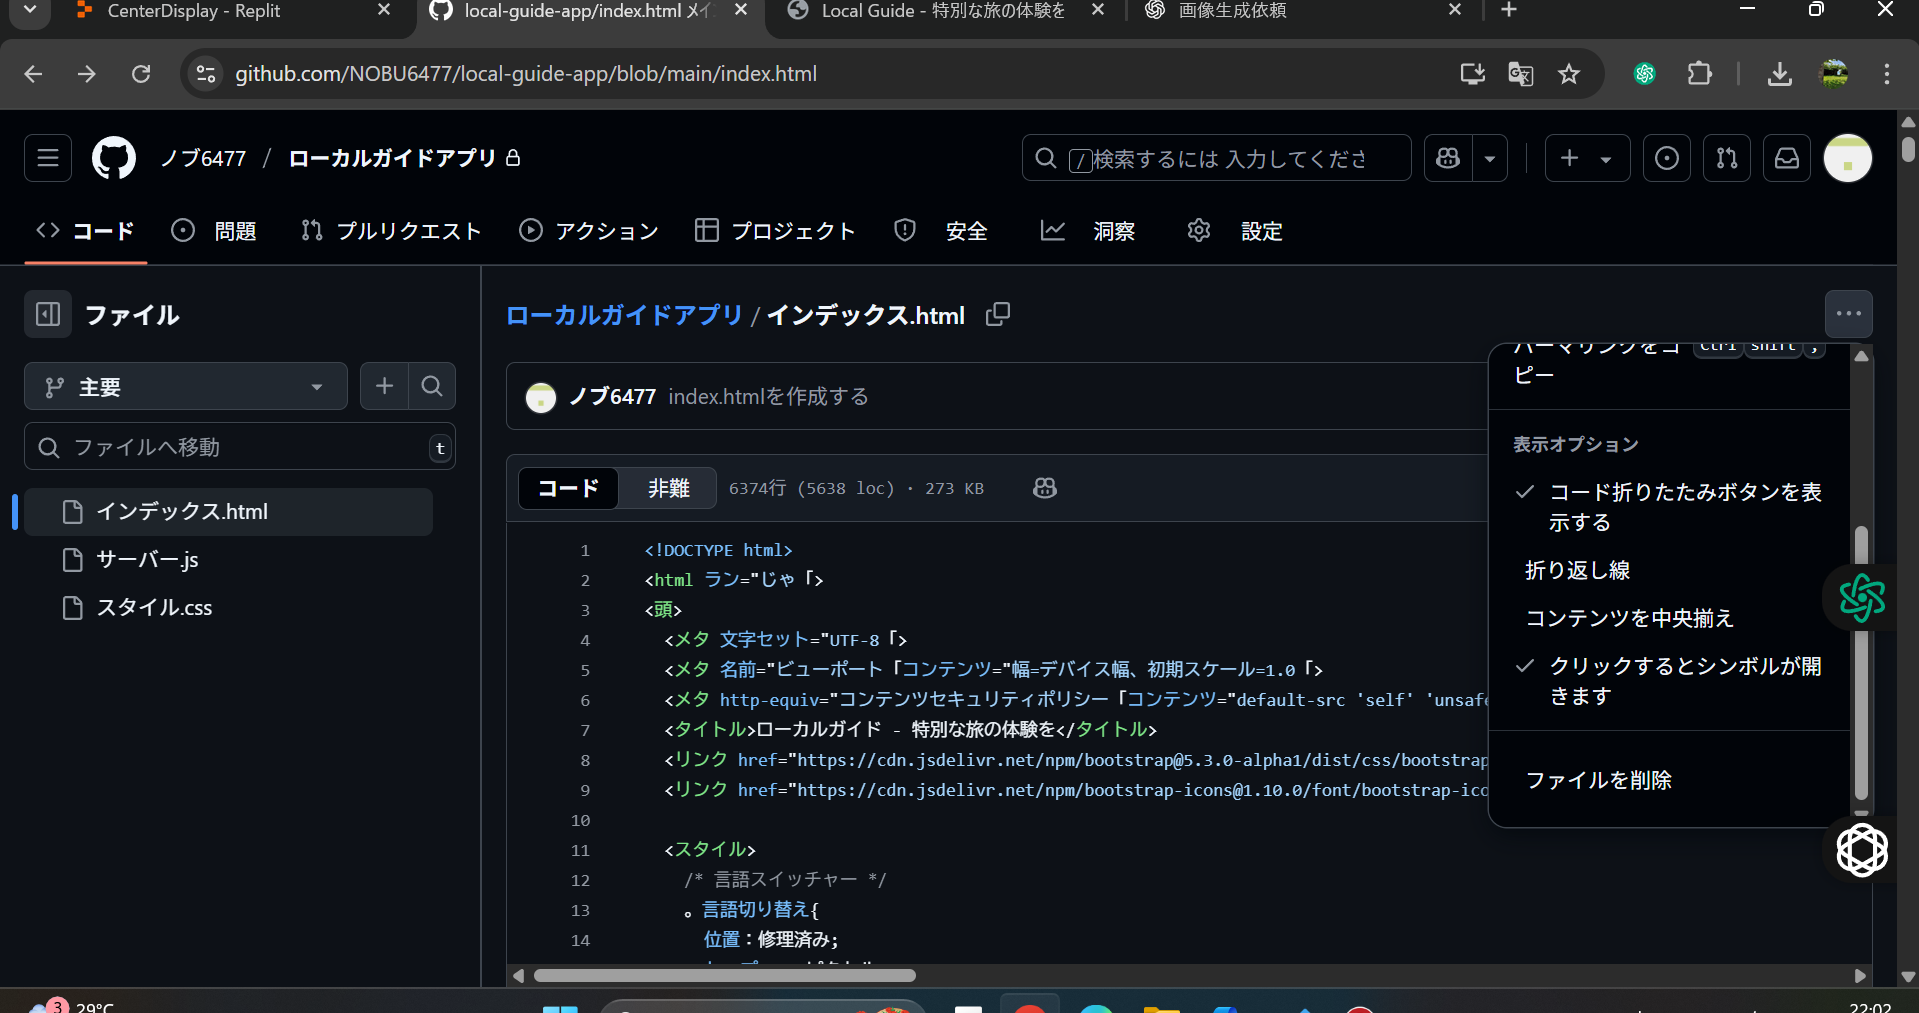 CenterDisplay - Replit
local-guide-app/index.html メイ
Local Guide - 特別な旅の体験を
画像生成依頼
github.com/NOBU6477/local-guide-app/blob/main/index.html
ノブ6477 / ローカルガイドアプリ
/ 検索するには 入力してくださ
コード
問題
プルリクエスト
アクション
プロジェクト
安全
洞察
設定
ファイル
主要
ファイルへ移動
t
インデックス.html
サーバー.js
スタイル.css
ローカルガイドアプリ / インデックス.html
ノブ6477 index.htmlを作成する
コード 非難 6374行 (5638 loc) · 273 KB
1 <!DOCTYPE html>
2 <html ラン="じゃ「>
3 <頭>
4 <メタ 文字セット="UTF-8「>
5 <メタ 名前="ビューポート「コンテンツ="幅=デバイス幅、初期スケール=1.0「>
6 <メタ http-equiv="コンテンツセキュリティポリシー「コンテンツ="default-src 'self' 'unsafe
7 <タイトル>ローカルガイド - 特別な旅の体験を</タイトル>
8 <リンク href="https://cdn.jsdelivr.net/npm/bootstrap@5.3.0-alpha1/dist/css/bootstrap
9 <リンク href="https://cdn.jsdelivr.net/npm/bootstrap-icons@1.10.0/font/bootstrap-ico
10
11 <スタイル>
12 /* 言語スイッチャー */
13 。言語切り替え{
14 位置：修理済み;
パーマリンクをコ ctrl shift ,
ピー
表示オプション
コード折りたたみボタンを表
示する
折り返し線
コンテンツを中央揃え
クリックするとシンボルが開
きます
ファイルを削除
3
29°C
22:02